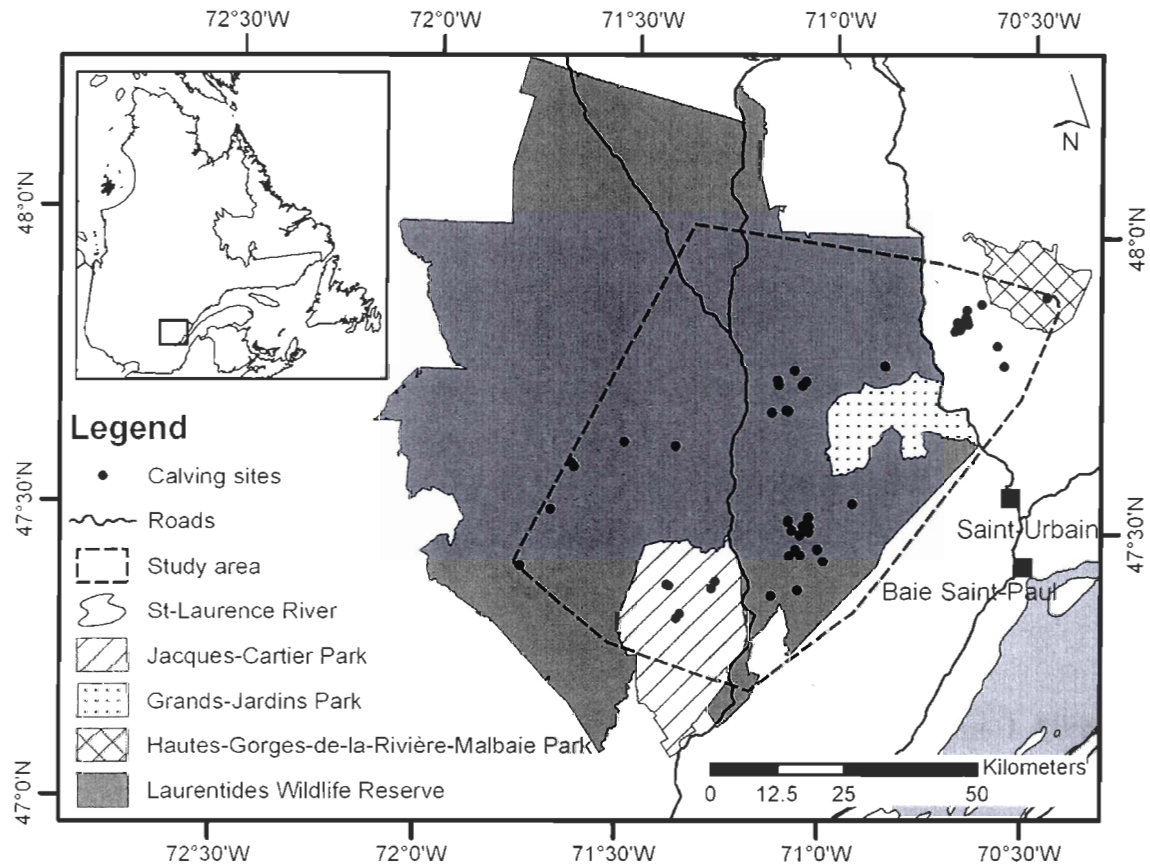 72°30'W 72°0'W 71°30'W 71°0'W 70°30'W
48°0'N
47°30'N
47°0'N
N
48°0'N
47°30'N
Legend
Calving sites
Roads
Study area
St-Laurence River
Jacques-Cartier Park
Grands-Jardins Park
Hautes-Gorges-de-la-Rivière-Malbaie Park
Laurentides Wildlife Reserve
Saint-Urbain
Baie Saint-Paul
Kilometers
0 12.5 25 50
72°30'W 72°0'W 71°30'W 71°0'W 70°30'W